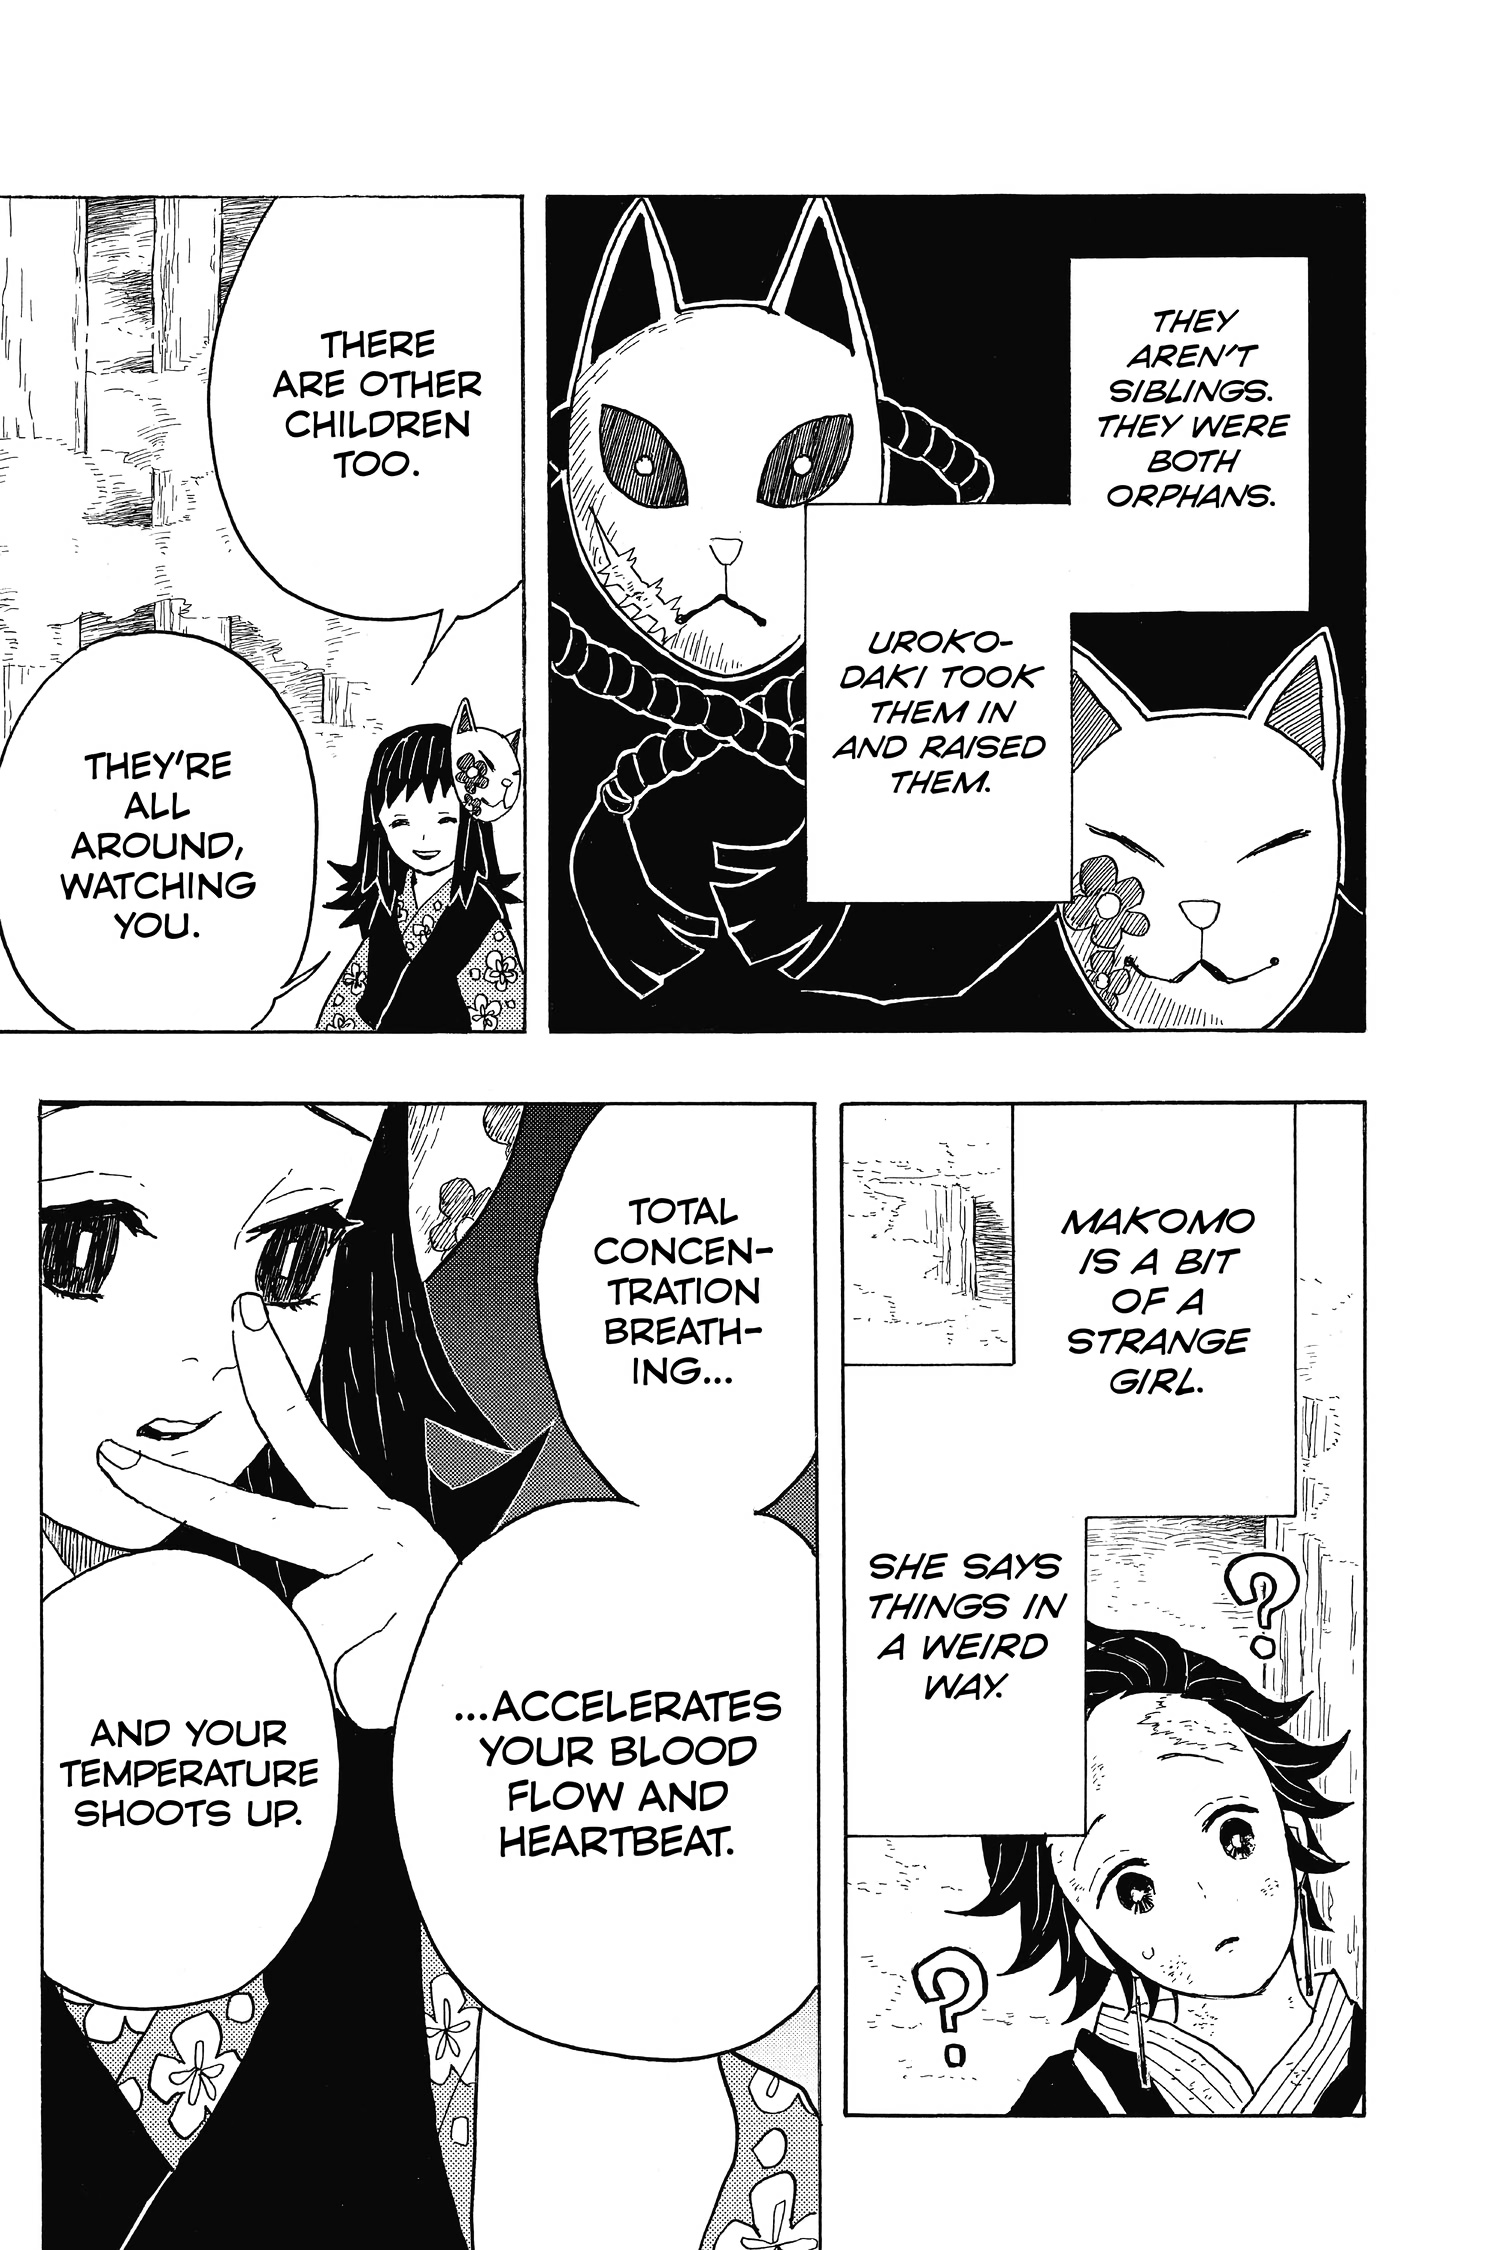 THEY
AREN'T
SIBLINGS.
THEY WERE
BOTH
ORPHANS.
UROKO-
DAKI TOOK
THEM IN
AND RAISED
THEM.
THERE
ARE OTHER
CHILDREN
TOO.
THEY'RE
ALL
AROUND,
WATCHING
YOU.
MAKOMO
IS A BIT
OF A
STRANGE
GIRL.
SHE SAYS
THINGS IN
A WEIRD
WAY.
?
?
TOTAL
CONCEN-
TRATION
BREATH-
ING...
...ACCELERATES
YOUR BLOOD
FLOW AND
HEARTBEAT.
AND YOUR
TEMPERATURE
SHOOTS UP.